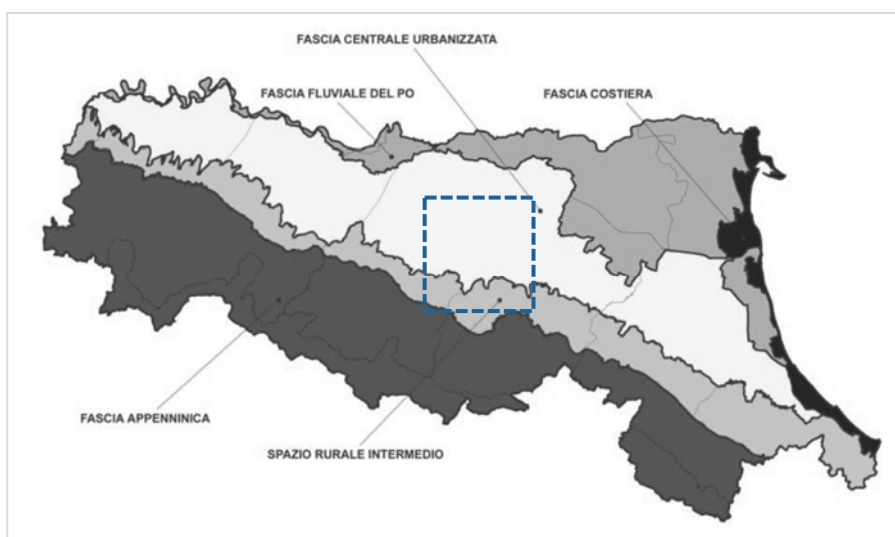 FASCIA CENTRALE URBANIZZATA
FASCIA FLUVIALE DEL PO
FASCIA COSTIERA
FASCIA APPENNINICA
SPAZIO RURALE INTERMEDIO